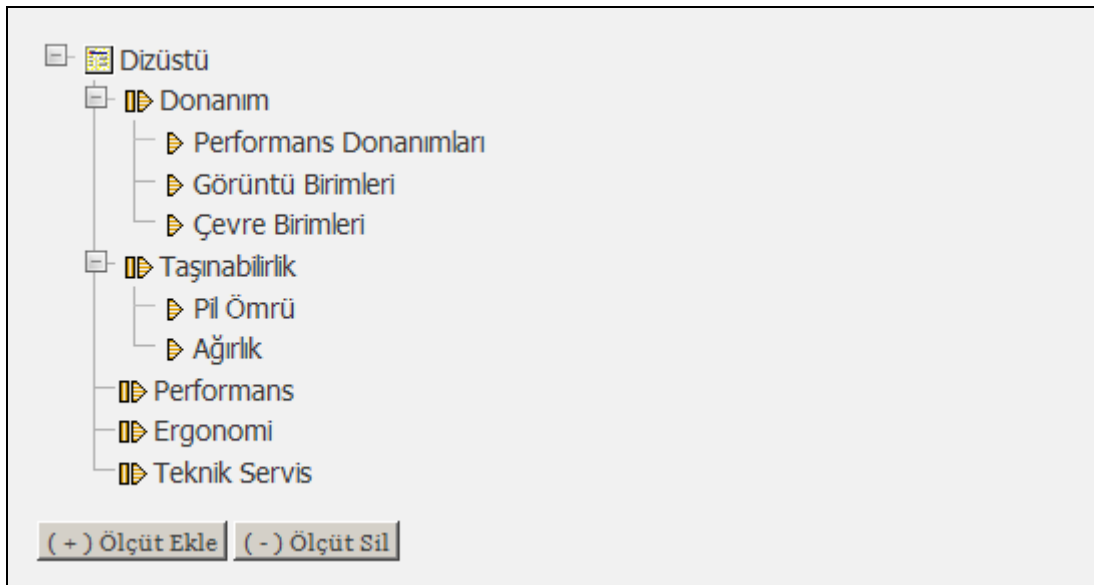 Dizüstü
Donanım
Performans Donanımları
Görüntü Birimleri
Çevre Birimleri
Taşınabilirlik
Pil Ömrü
Ağırlık
Performans
Ergonomi
Teknik Servis
( + ) Ölçüt Ekle ( - ) Ölçüt Sil